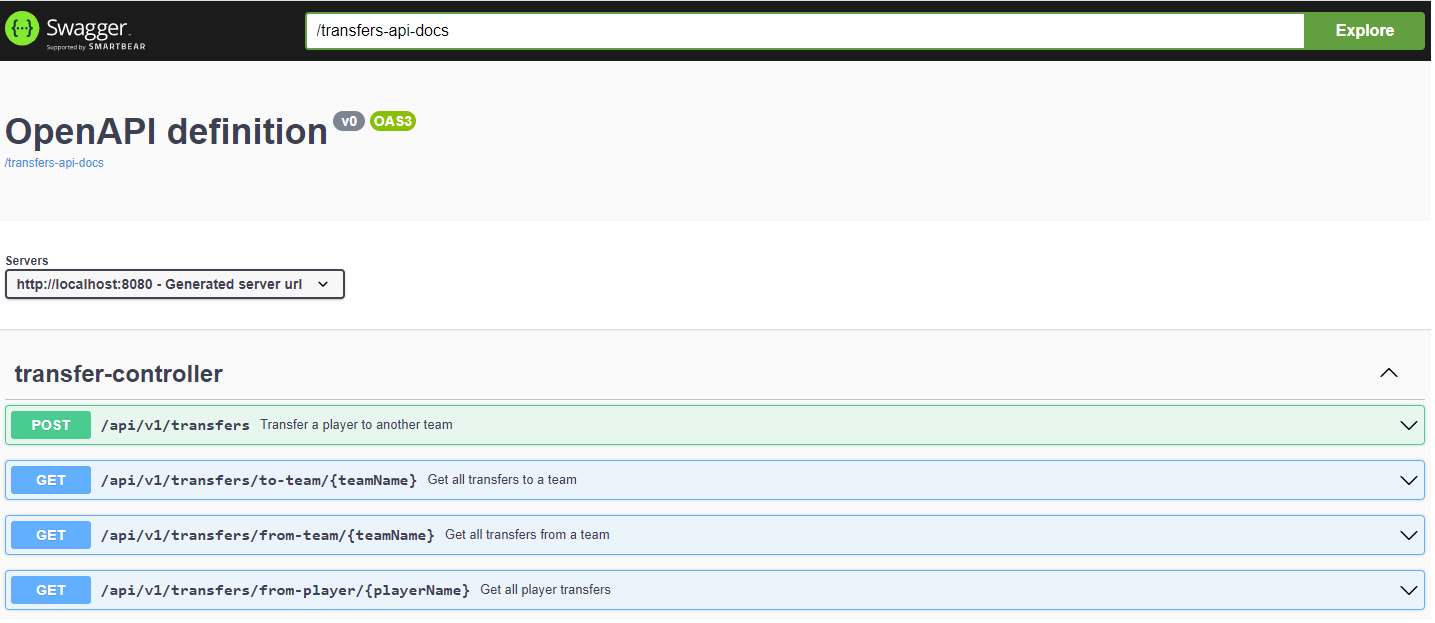 {···} Swagger.
Supported by SMARTBEAR
/transfers-api-docs
Explore
OpenAPI definition v0 OAS3
/transfers-api-docs
Servers
http://localhost:8080 - Generated server url
transfer-controller
POST /api/v1/transfers Transfer a player to another team
GET /api/v1/transfers/to-team/{teamName} Get all transfers to a team
GET /api/v1/transfers/from-team/{teamName} Get all transfers from a team
GET /api/v1/transfers/from-player/{playerName} Get all player transfers